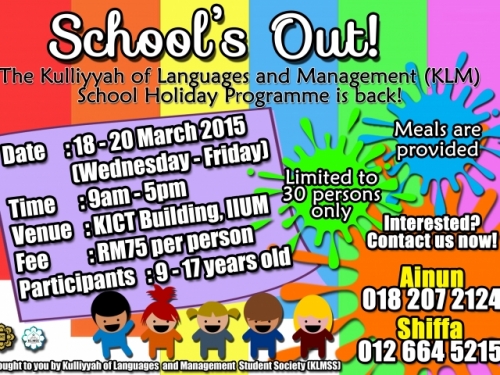 School's Out!
The Kulliyyah of Languages and Management (KLM)
School Holiday Programme is back!
Date : 18 - 20 March 2015
(Wednesday - Friday)
Time : 9am - 5pm
Venue : KICT Building, IIUM
Fee : RM75 per person
Participants : 9 - 17 years old
Limited to
30 persons
only
Meals are
provided
Interested?
Contact us now!
Ainun
018 207 2124
Shiffa
012 664 5215
ought to you by Kulliyyah of Languages and Management Student Society (KLMSS)